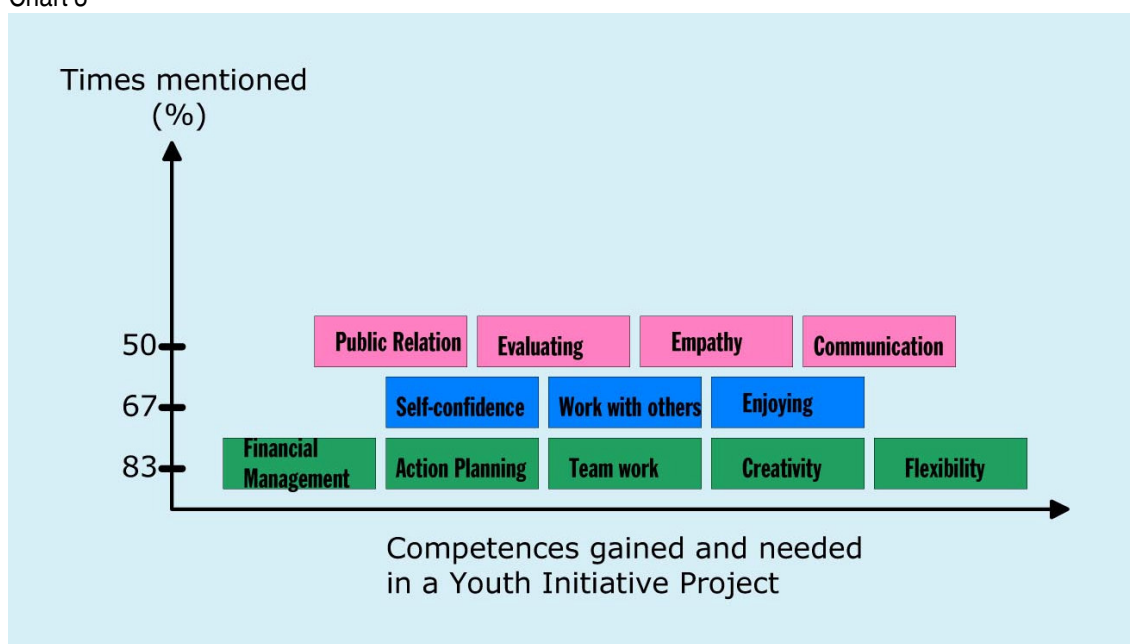 Times mentioned
(%)
50
Public Relation
Evaluating
Empathy
Communication
67
Self-confidence
Work with others
Enjoying
83
Financial
Management
Action Planning
Team work
Creativity
Flexibility
Competences gained and needed
in a Youth Initiative Project